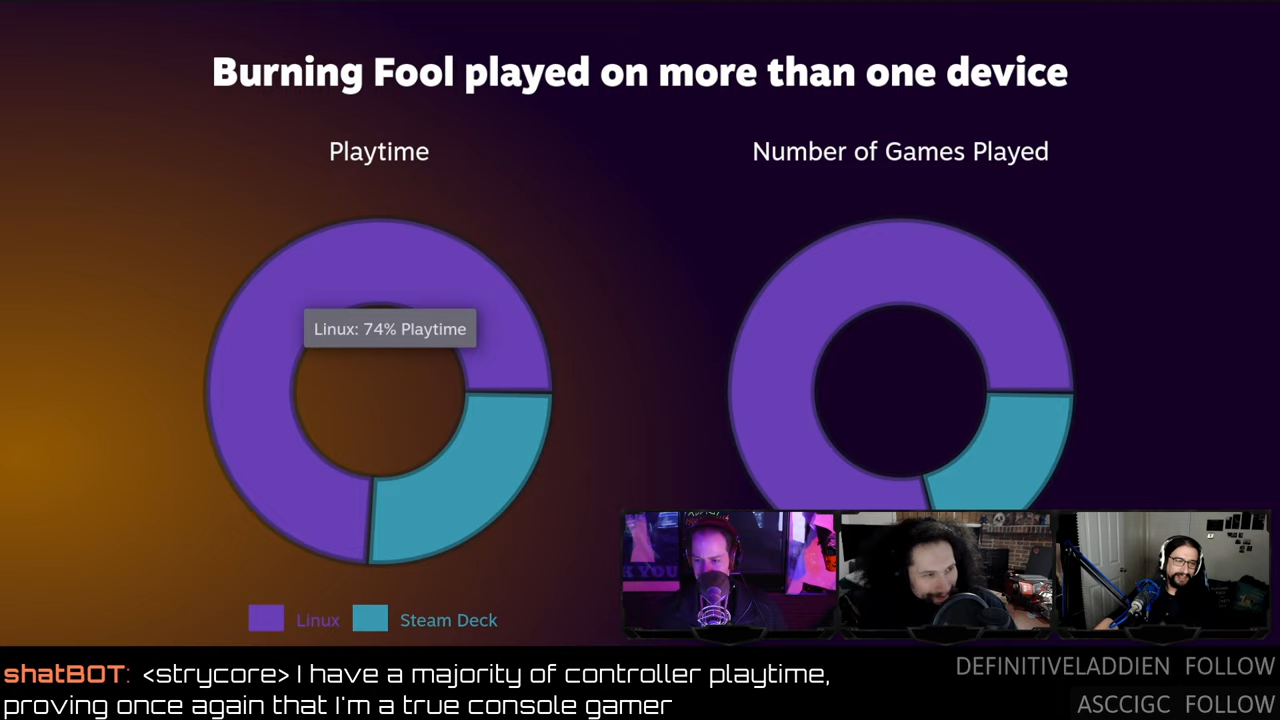 Burning Fool played on more than one device
Playtime
Number of Games Played
Linux: 74% Playtime
Linux
Steam Deck
K YOU
shatBOT: <strycore> I have a majority of controller playtime,
proving once again that I'm a true console gamer
DEFINITIVELADDIEN FOLLOW
ASCCIGC FOLLOW